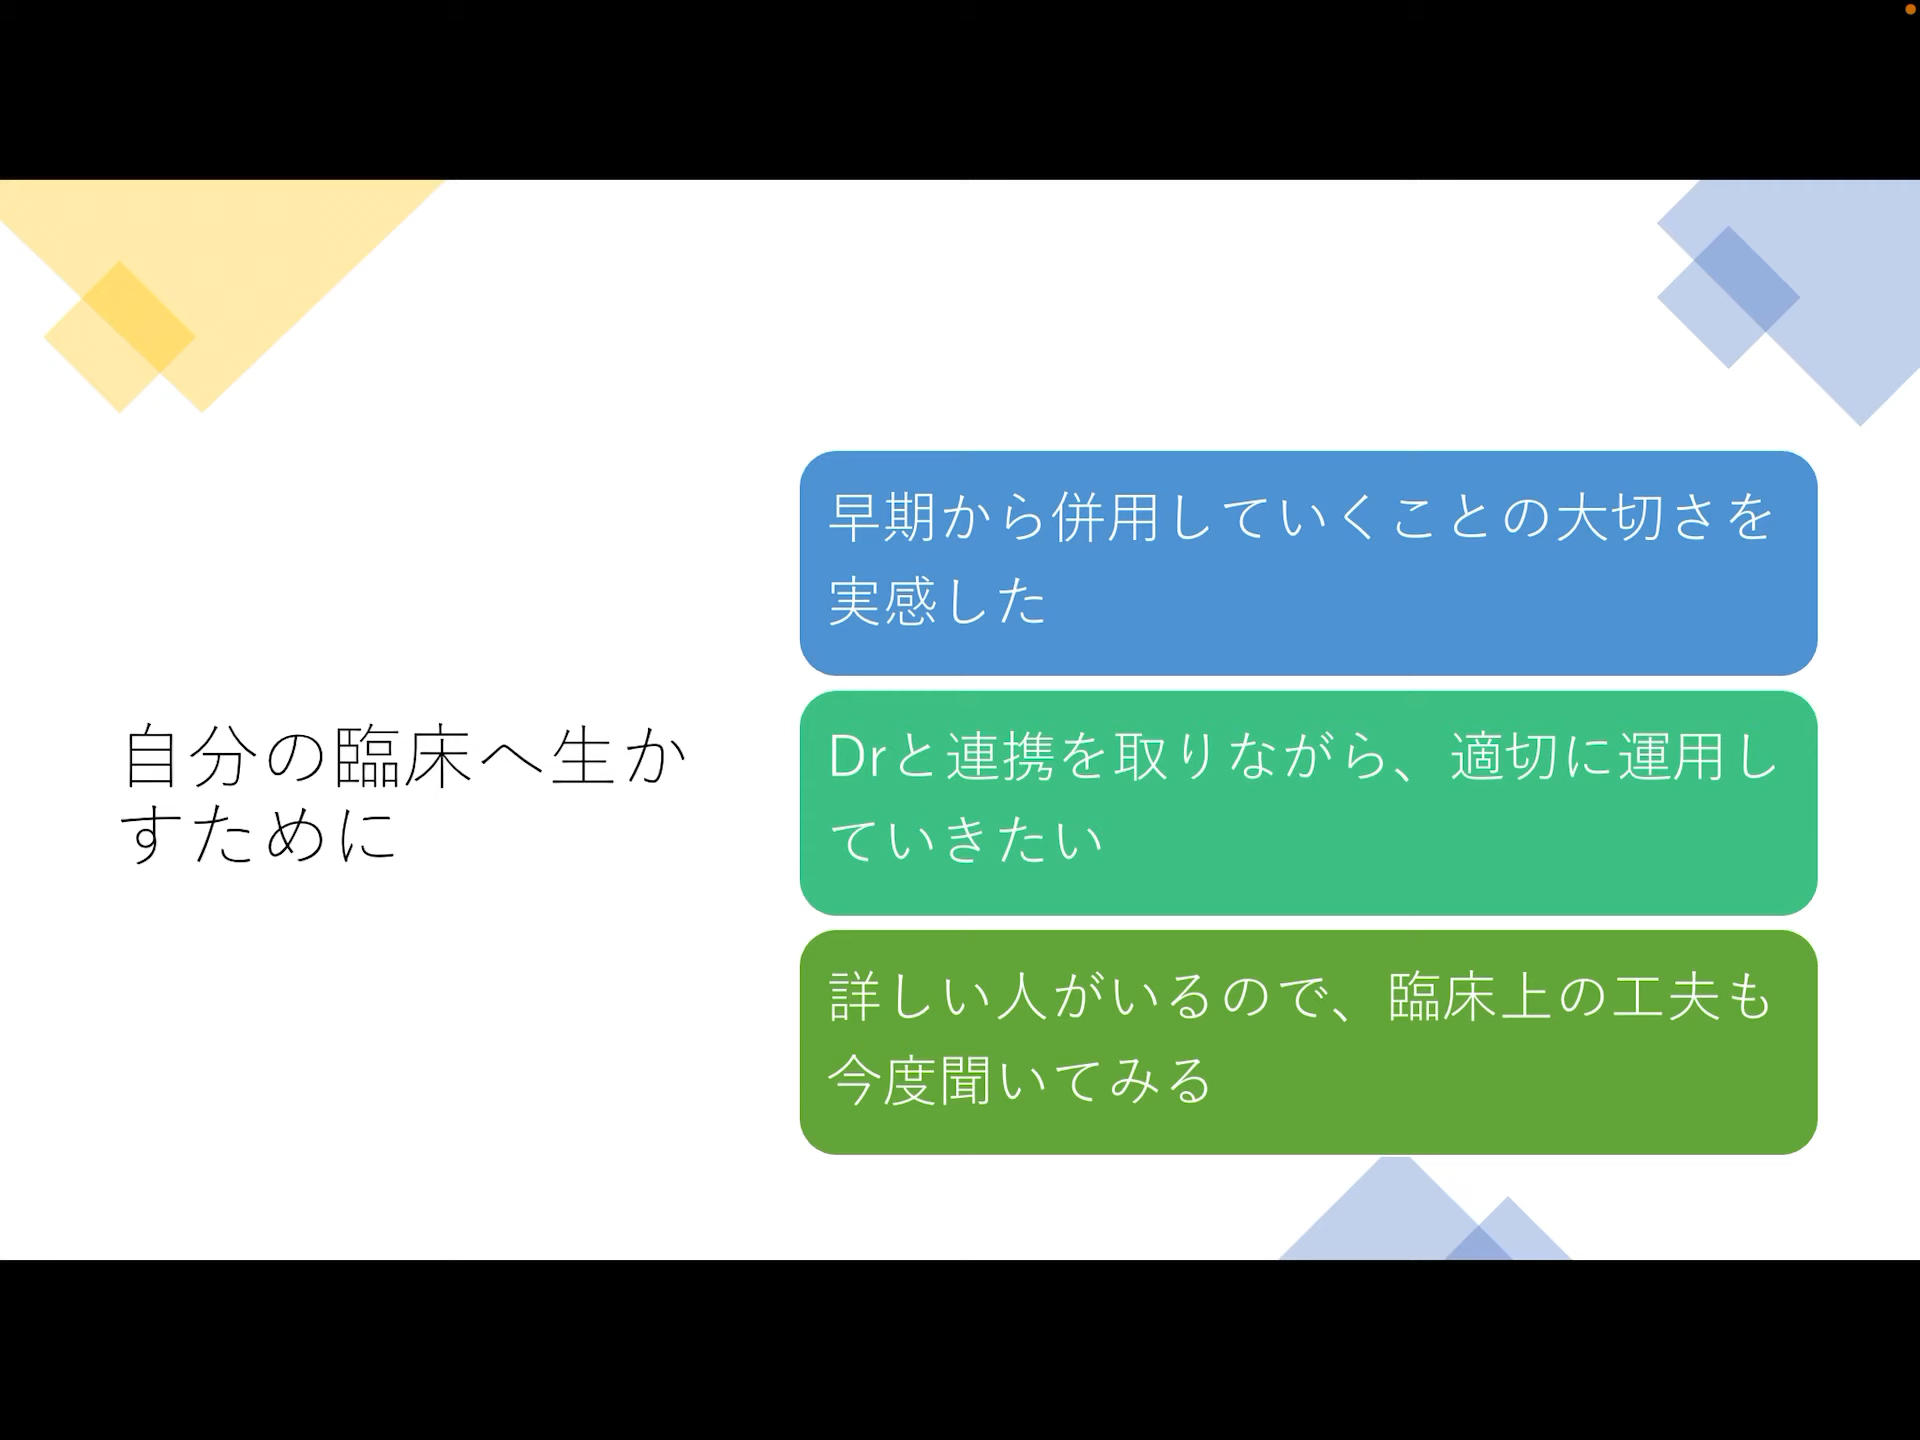 自分の臨床へ生か
すために
早期から併用していくことの大切さを
実感した
Drと連携を取りながら、適切に運用し
ていきたい
詳しい人がいるので、臨床上の工夫も
今度聞いてみる